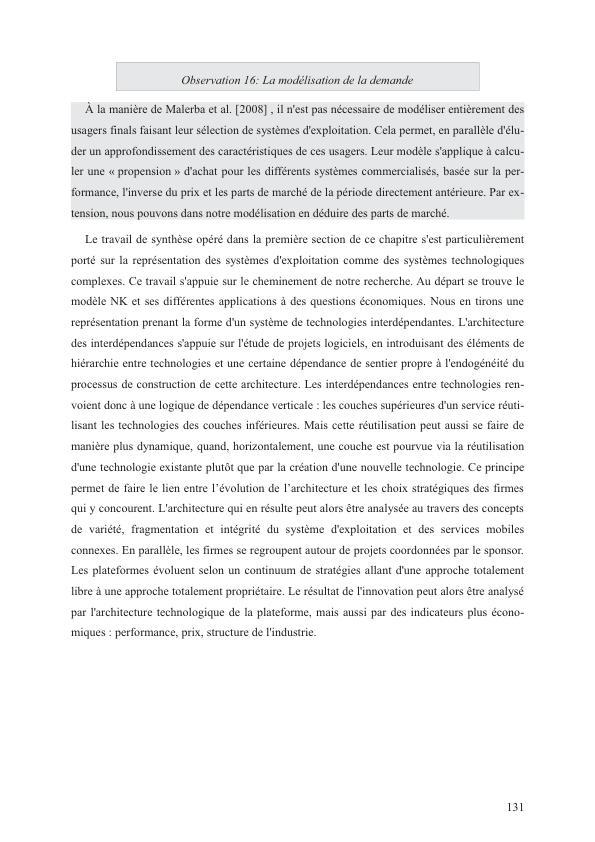 Observation 16: La modélisation de la demande
À la manière de Malerba et al. [2008] , il n'est pas nécessaire de modéliser entièrement des
usagers finals faisant leur sélection de systèmes d'exploitation. Cela permet, en parallèle d'élu-
der un approfondissement des caractéristiques de ces usagers. Leur modèle s'applique à calcu-
ler une « propension » d'achat pour les différents systèmes commercialisés, basée sur la per-
formance, l'inverse du prix et les parts de marché de la période directement antérieure. Par ex-
tension, nous pouvons dans notre modélisation en déduire des parts de marché.
Le travail de synthèse opéré dans la première section de ce chapitre s'est particulièrement
porté sur la représentation des systèmes d'exploitation comme des systèmes technologiques
complexes. Ce travail s'appuie sur le cheminement de notre recherche. Au départ se trouve le
modèle NK et ses différentes applications à des questions économiques. Nous en tirons une
représentation prenant la forme d'un système de technologies interdépendantes. L'architecture
des interdépendances s'appuie sur l'étude de projets logiciels, en introduisant des éléments de
hiérarchie entre technologies et une certaine dépendance de sentier propre à l'endogénéité du
processus de construction de cette architecture. Les interdépendances entre technologies ren-
voient donc à une logique de dépendance verticale : les couches supérieures d'un service réuti-
lisant les technologies des couches inférieures. Mais cette réutilisation peut aussi se faire de
manière plus dynamique, quand, horizontalement, une couche est pourvue via la réutilisation
d'une technologie existante plutôt que par la création d'une nouvelle technologie. Ce principe
permet de faire le lien entre l’évolution de l’architecture et les choix stratégiques des firmes
qui y concourent. L'architecture qui en résulte peut alors être analysée au travers des concepts
de variété, fragmentation et intégrité du système d'exploitation et des services mobiles
connexes. En parallèle, les firmes se regroupent autour de projets coordonnées par le sponsor.
Les plateformes évoluent selon un continuum de stratégies allant d'une approche totalement
libre à une approche totalement propriétaire. Le résultat de l'innovation peut alors être analysé
par l'architecture technologique de la plateforme, mais aussi par des indicateurs plus écono-
miques : performance, prix, structure de l'industrie.
131